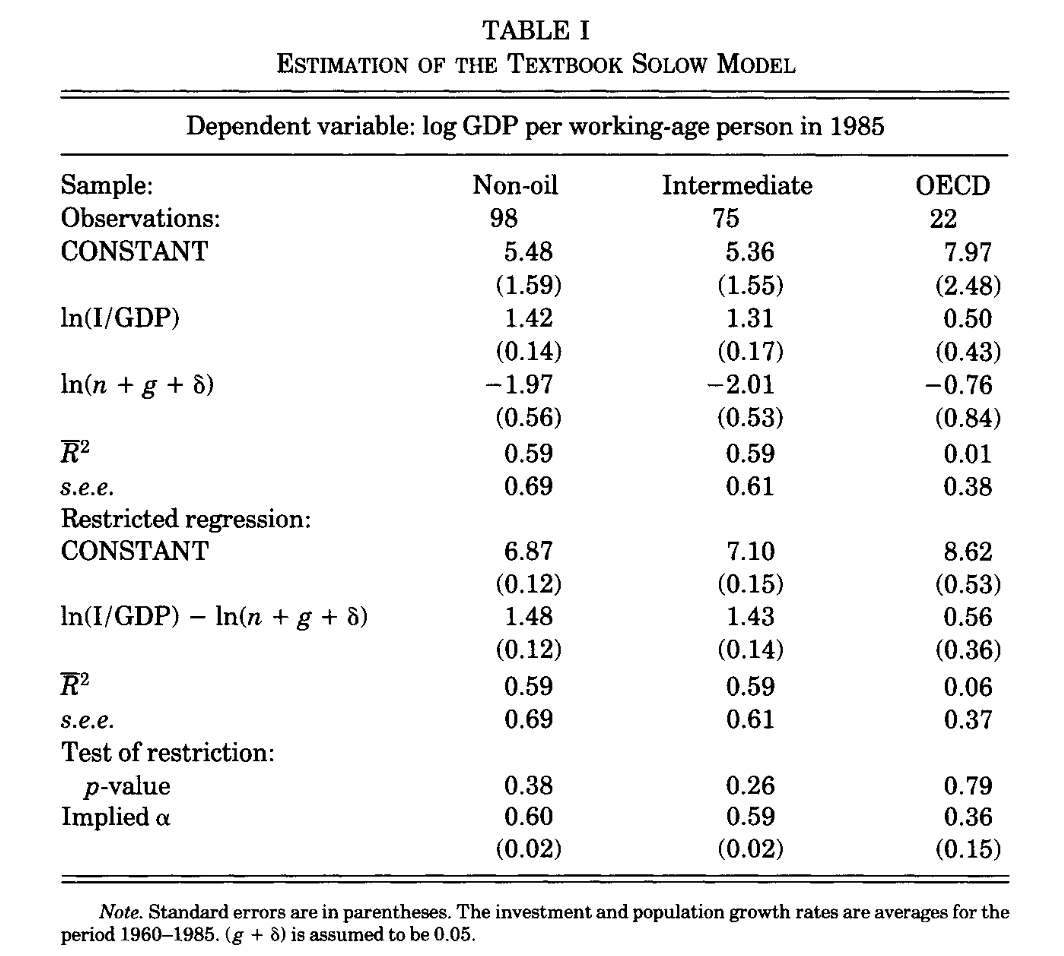 TABLE I
ESTIMATION OF THE TEXTBOOK SOLOW MODEL
Dependent variable: log GDP per working-age person in 1985
Sample: Non-oil Intermediate OECD
Observations: 98 75 22
CONSTANT 5.48 5.36 7.97
(1.59) (1.55) (2.48)
ln(I/GDP) 1.42 1.31 0.50
(0.14) (0.17) (0.43)
ln(n + g + δ) −1.97 −2.01 −0.76
(0.56) (0.53) (0.84)
R̅² 0.59 0.59 0.01
s.e.e. 0.69 0.61 0.38
Restricted regression:
CONSTANT 6.87 7.10 8.62
(0.12) (0.15) (0.53)
ln(I/GDP) − ln(n + g + δ) 1.48 1.43 0.56
(0.12) (0.14) (0.36)
R̅² 0.59 0.59 0.06
s.e.e. 0.69 0.61 0.37
Test of restriction:
p-value 0.38 0.26 0.79
Implied α 0.60 0.59 0.36
(0.02) (0.02) (0.15)
Note. Standard errors are in parentheses. The investment and population growth rates are averages for the
period 1960–1985. (g + δ) is assumed to be 0.05.